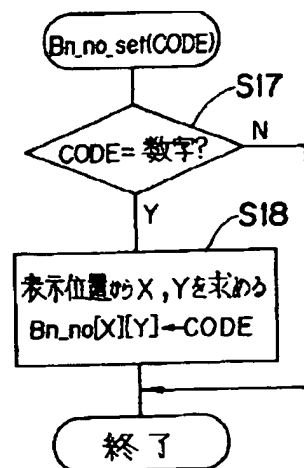 Bn_no_set(CODE)
S17
CODE= 数字?
N
Y
S18
表示位置からX,Yを求める
Bn_no[X][Y]←CODE
終了